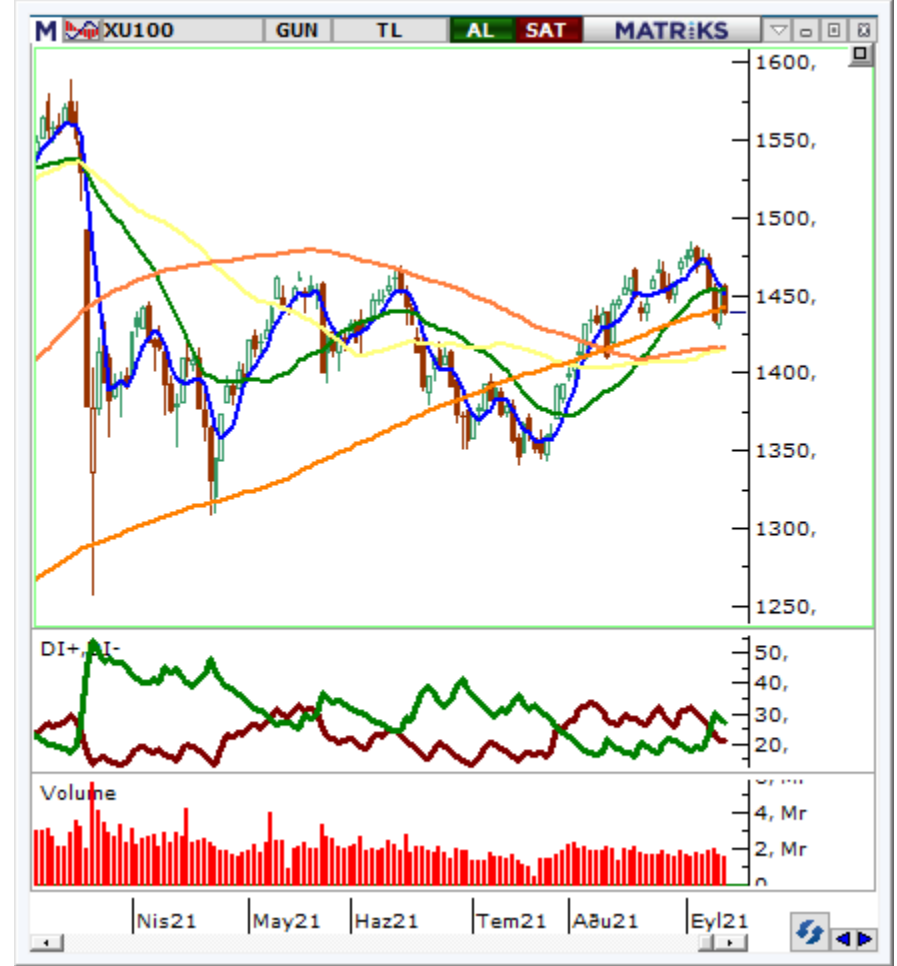 M XU100 GUN TL AL SAT MATRiKS
1600,
1550,
1500,
1450,
1400,
1350,
1300,
1250,
DI+,DI-
50,
40,
30,
20,
Volume
4, Mr
2, Mr
0
Nis21 May21 Haz21 Tem21 Aðu21 Eyl21